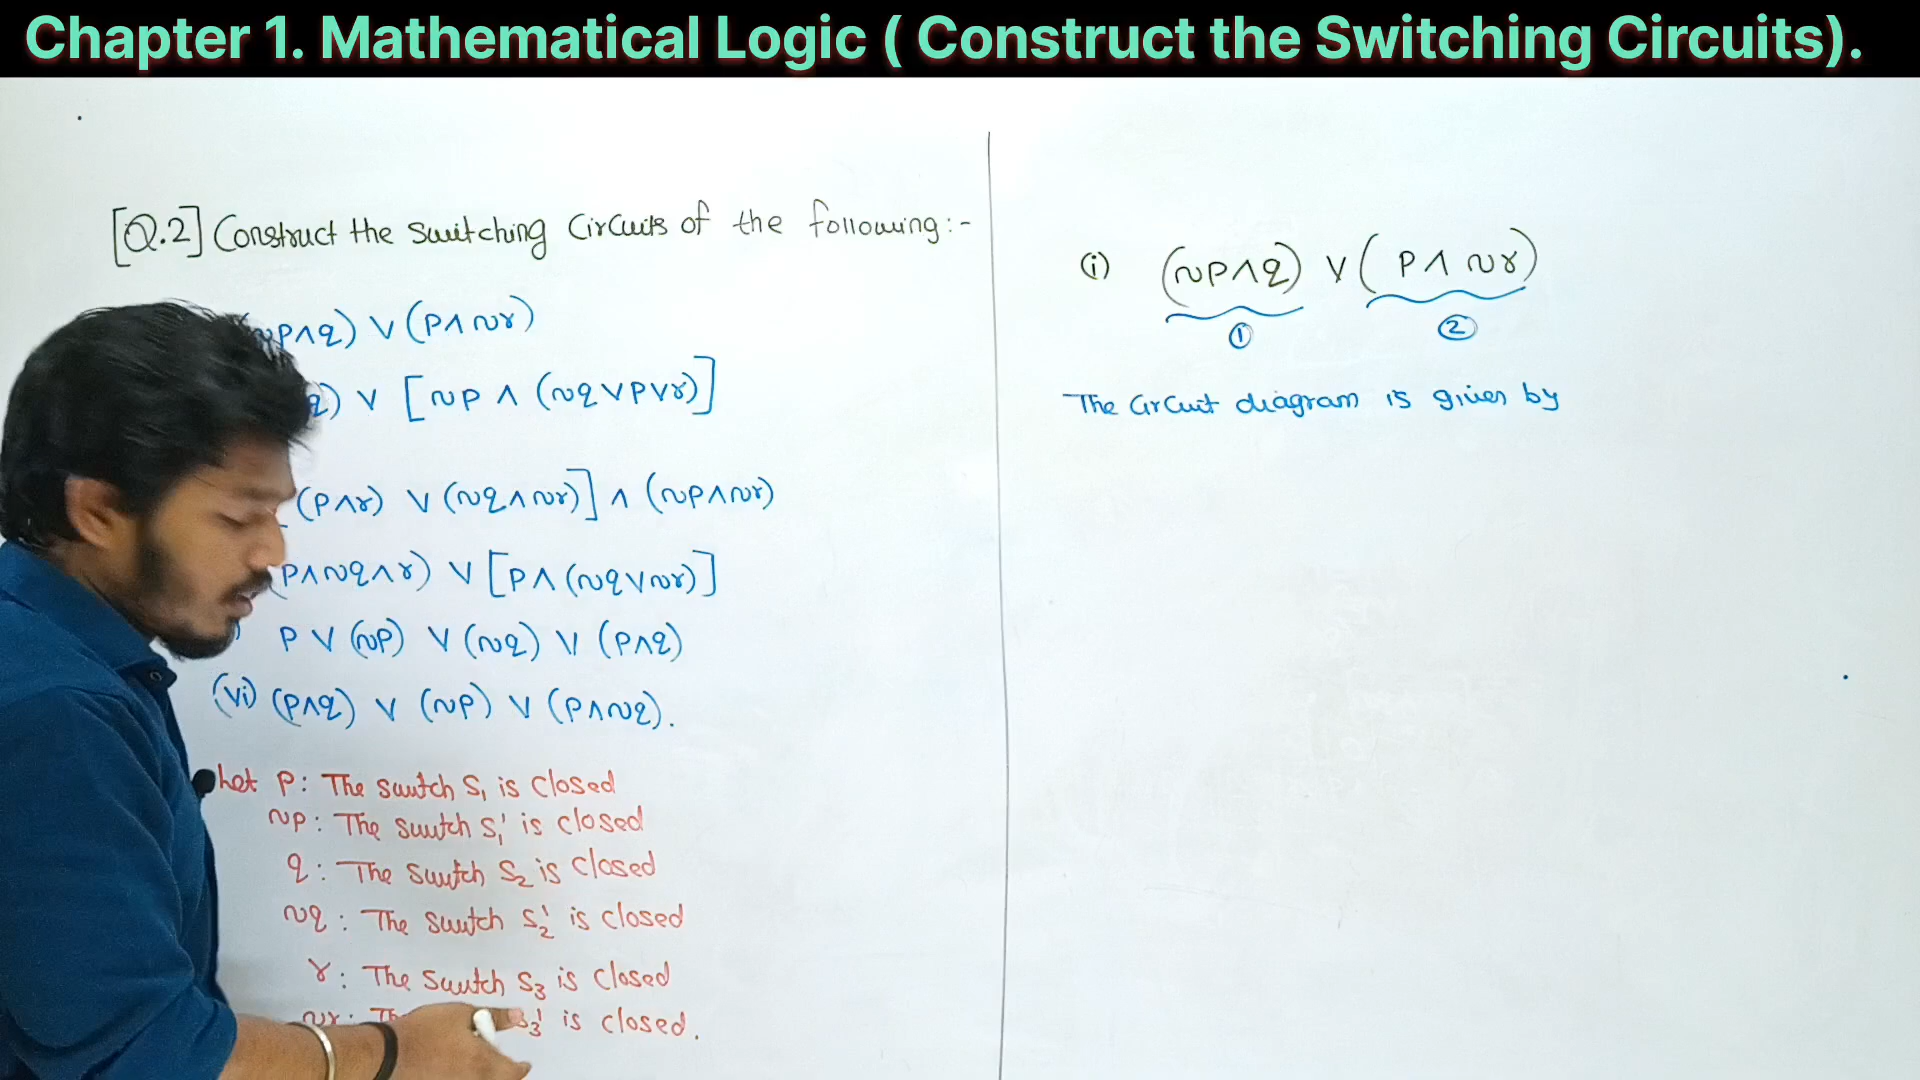 Chapter 1. Mathematical Logic ( Construct the Switching Circuits).
[Q.2] Construct the switching Circuits of the following:-
(~p∧q) ∨ (p∧~r)
q) ∨ [~p ∧ (~q∨p∨r)]
[(p∧r) ∨ (~q∧~r)] ∧ (~p∧~r)
(p∧~q∧r) ∨ [p∧(~q∨~r)]
) p ∨ (~p) ∨ (~q) ∨ (p∧q)
(vi) (p∧q) ∨ (~p) ∨ (p∧~q).
Let p: The switch S₁ is closed
~p: The switch S₁' is closed
q: The switch S₂ is closed
~q: The switch S₂' is closed
r: The switch S₃ is closed
~r: S₃' is closed.
(i) (~p∧q) ∨ (p∧~r)
① ②
The circuit diagram is given by